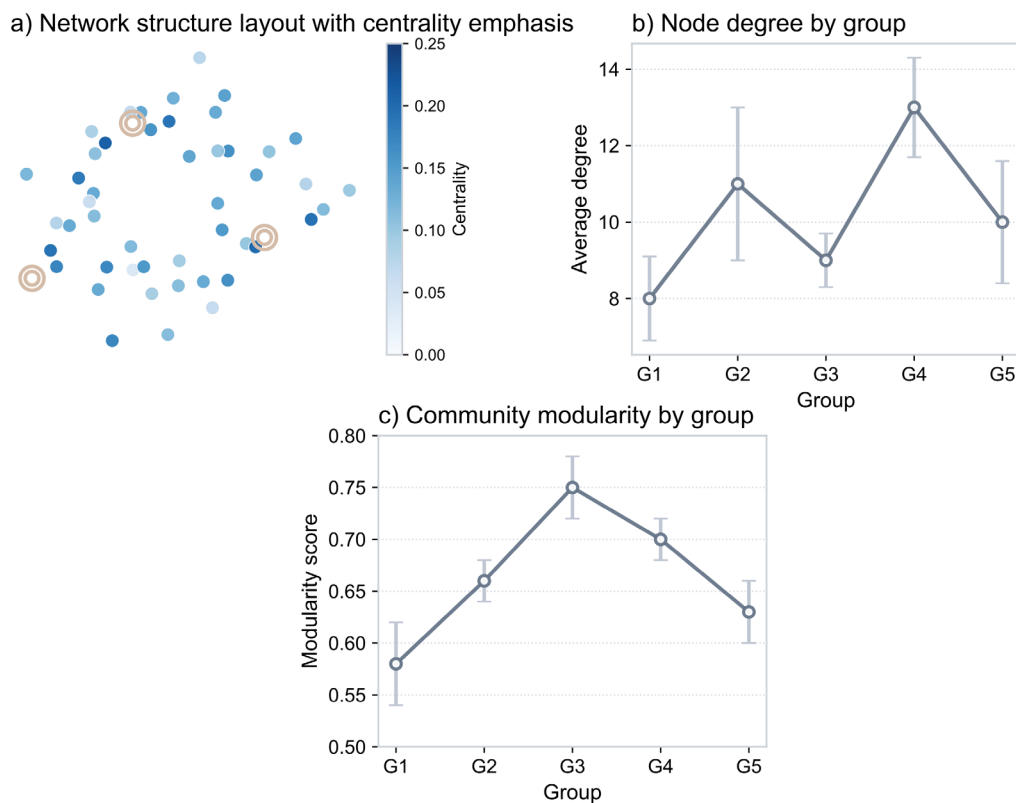 a) Network structure layout with centrality emphasis
0.25
0.20
0.15
0.10
0.05
0.00
Centrality
b) Node degree by group
14
12
10
8
Average degree
G1 G2 G3 G4 G5
Group
c) Community modularity by group
0.80
0.75
0.70
0.65
0.60
0.55
0.50
Modularity score
G1 G2 G3 G4 G5
Group